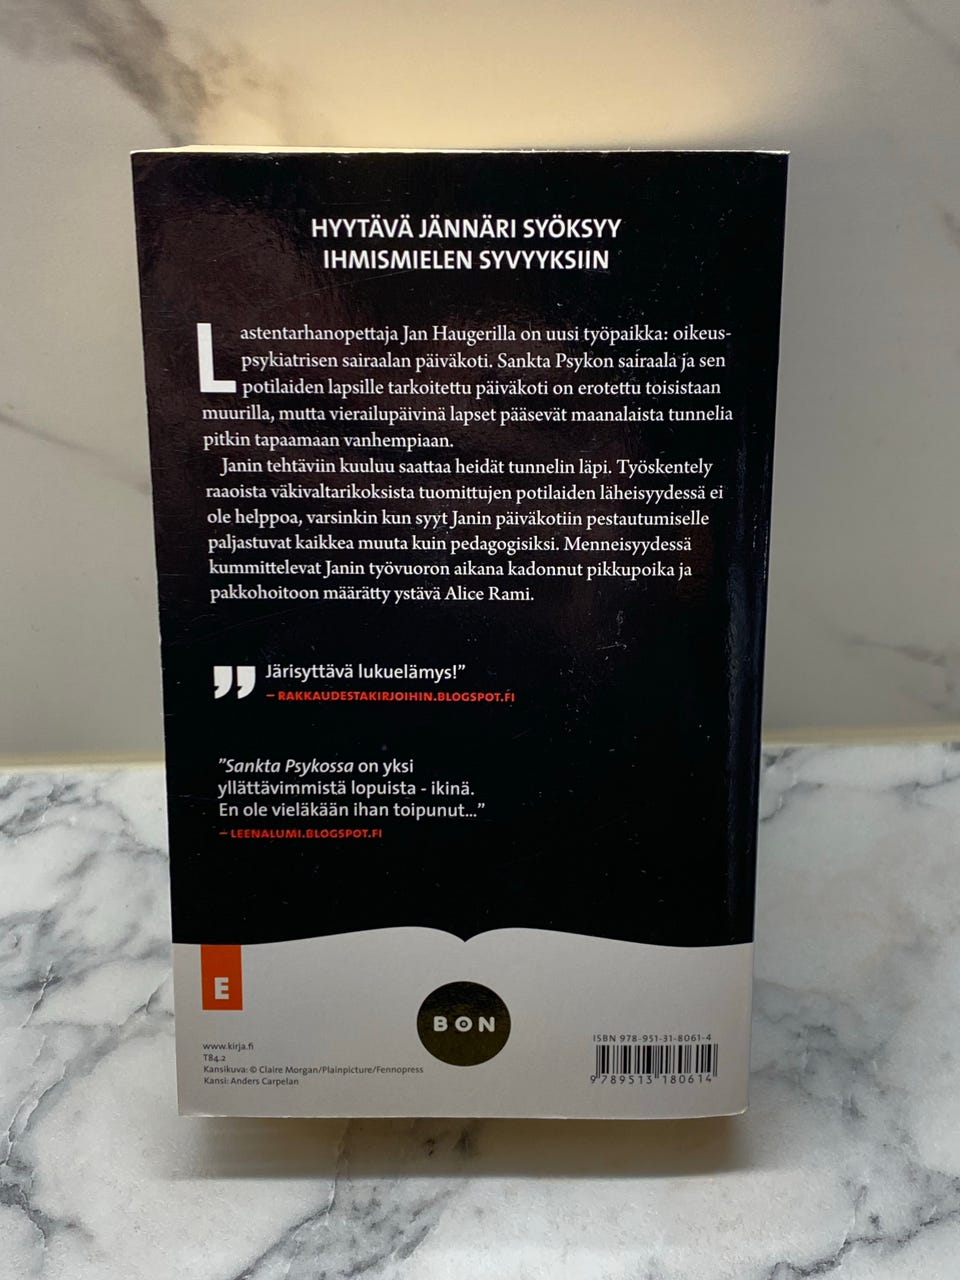 HYYTÄVÄ JÄNNÄRI SYÖKSYY
IHMISMIELEN SYVYYKSIIN
Lastentarhanopettaja Jan Haugerilla on uusi työpaikka: oikeus-
psykiatrisen sairaalan päiväkoti. Sankta Psykon sairaala ja sen
potilaiden lapsille tarkoitettu päiväkoti on erotettu toisistaan
muurilla, mutta vierailupäivinä lapset pääsevät maanalaista tunnelia
pitkin tapaamaan vanhempiaan.
Janin tehtäviin kuuluu saattaa heidät tunnelin läpi. Työskentely
raaoista väkivaltarikoksista tuomittujen potilaiden läheisyydessä ei
ole helppoa, varsinkin kun syyt Janin päiväkotiin pestautumiselle
paljastuvat kaikkea muuta kuin pedagogisiksi. Menneisyydessä
kummittelevat Janin työvuoron aikana kadonnut pikkupoika ja
pakkohoitoon määrätty ystävä Alice Rami.
”Järisyttävä lukuelämys!”
– RAKKAUDESTAKIRJOIHIN.BLOGSPOT.FI
”Sankta Psykossa on yksi
yllättävimmistä lopuista - ikinä.
En ole vieläkään ihan toipunut...”
– LEENALUMI.BLOGSPOT.FI
E
BON
www.kirja.fi
T84.2
Kansikuva: © Claire Morgan/Plainpicture/Fennopress
Kansi: Anders Carpelan
ISBN 978-951-31-8061-4
9 789513 180614